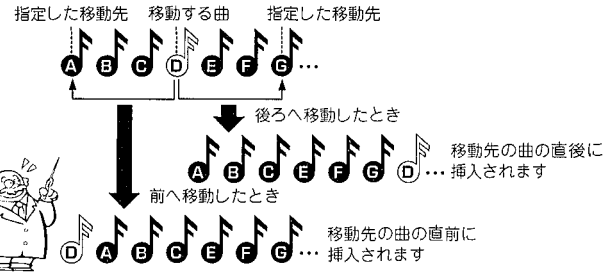 指定した移動先 移動する曲 指定した移動先
A B C D E F G …
後ろへ移動したとき
A B C E F G D … 移動先の曲の直後に
挿入されます
前へ移動したとき
D A B C E F G … 移動先の曲の直前に
挿入されます